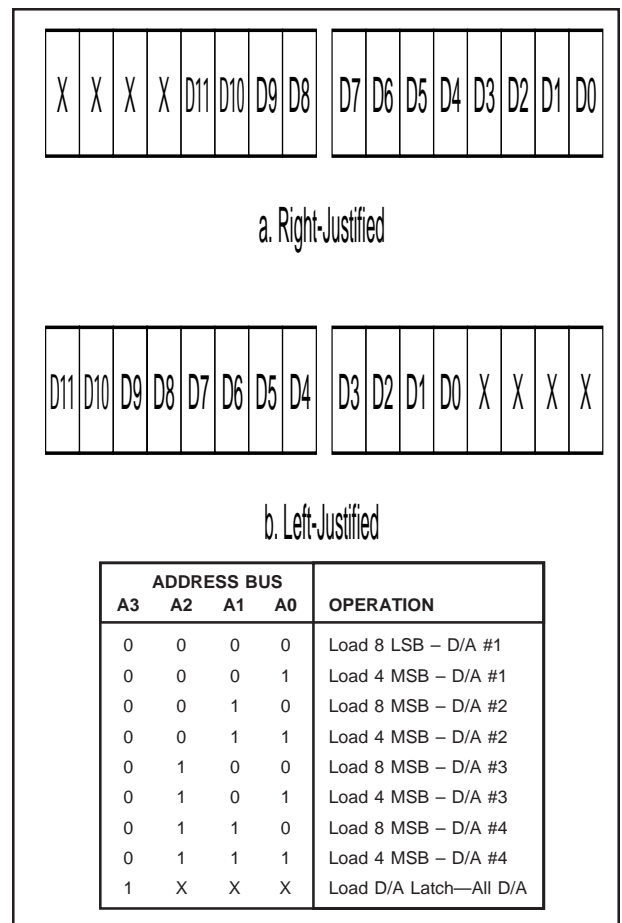 X X X X D11 D10 D9 D8 D7 D6 D5 D4 D3 D2 D1 D0
a. Right-Justified
D11 D10 D9 D8 D7 D6 D5 D4 D3 D2 D1 D0 X X X X
b. Left-Justified
ADDRESS BUS
A3 A2 A1 A0 OPERATION
0 0 0 0 Load 8 LSB – D/A #1
0 0 0 1 Load 4 MSB – D/A #1
0 0 1 0 Load 8 MSB – D/A #2
0 0 1 1 Load 4 MSB – D/A #2
0 1 0 0 Load 8 MSB – D/A #3
0 1 0 1 Load 4 MSB – D/A #3
0 1 1 0 Load 8 MSB – D/A #4
0 1 1 1 Load 4 MSB – D/A #4
1 X X X Load D/A Latch—All D/A